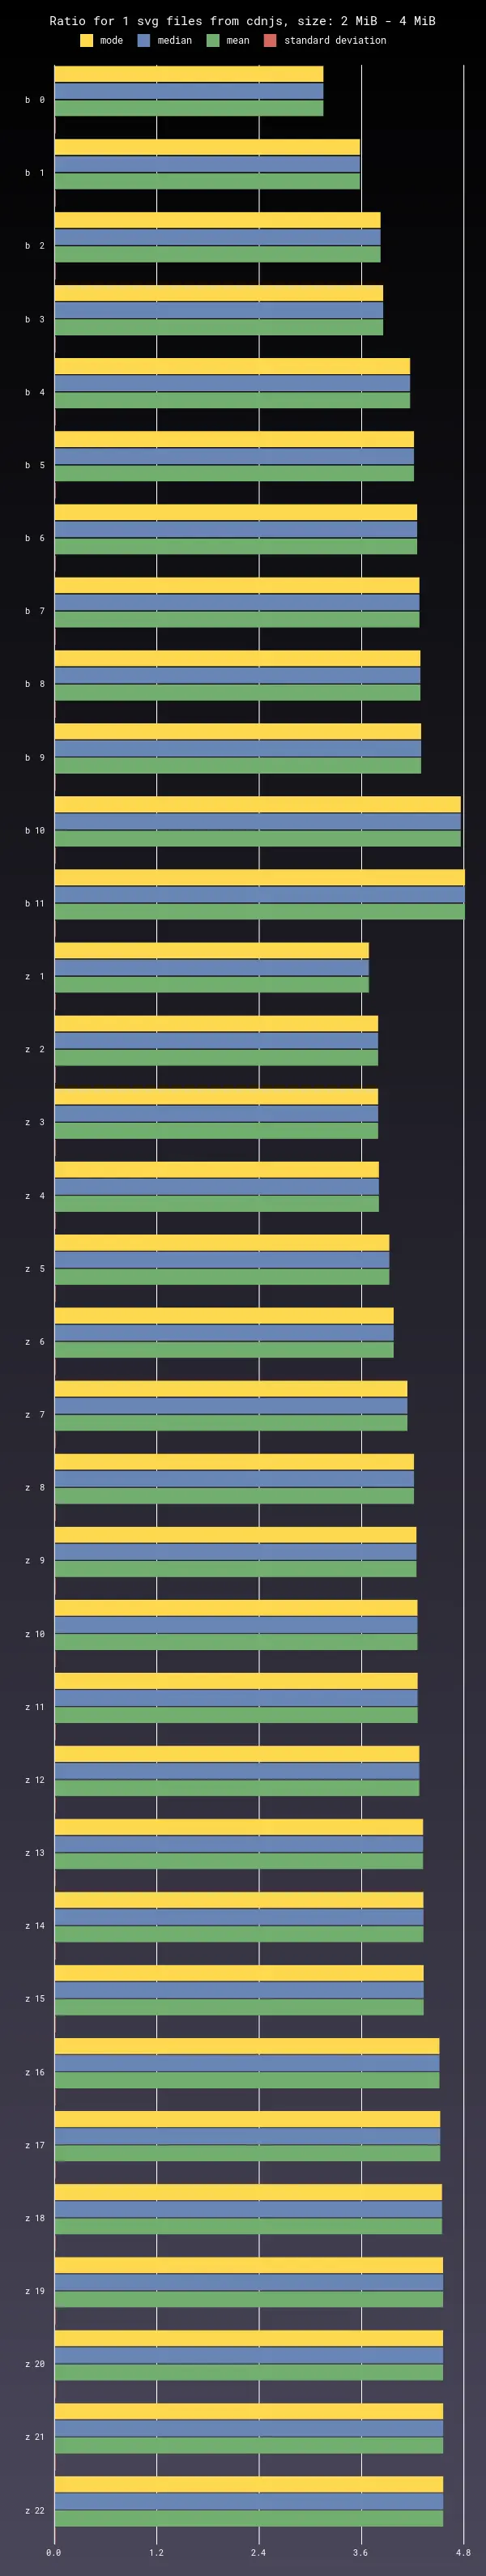 Ratio for 1 svg files from cdnjs, size: 2 MiB - 4 MiB
mode median mean standard deviation
b 0
b 1
b 2
b 3
b 4
b 5
b 6
b 7
b 8
b 9
b 10
b 11
z 1
z 2
z 3
z 4
z 5
z 6
z 7
z 8
z 9
z 10
z 11
z 12
z 13
z 14
z 15
z 16
z 17
z 18
z 19
z 20
z 21
z 22
0.0 1.2 2.4 3.6 4.8